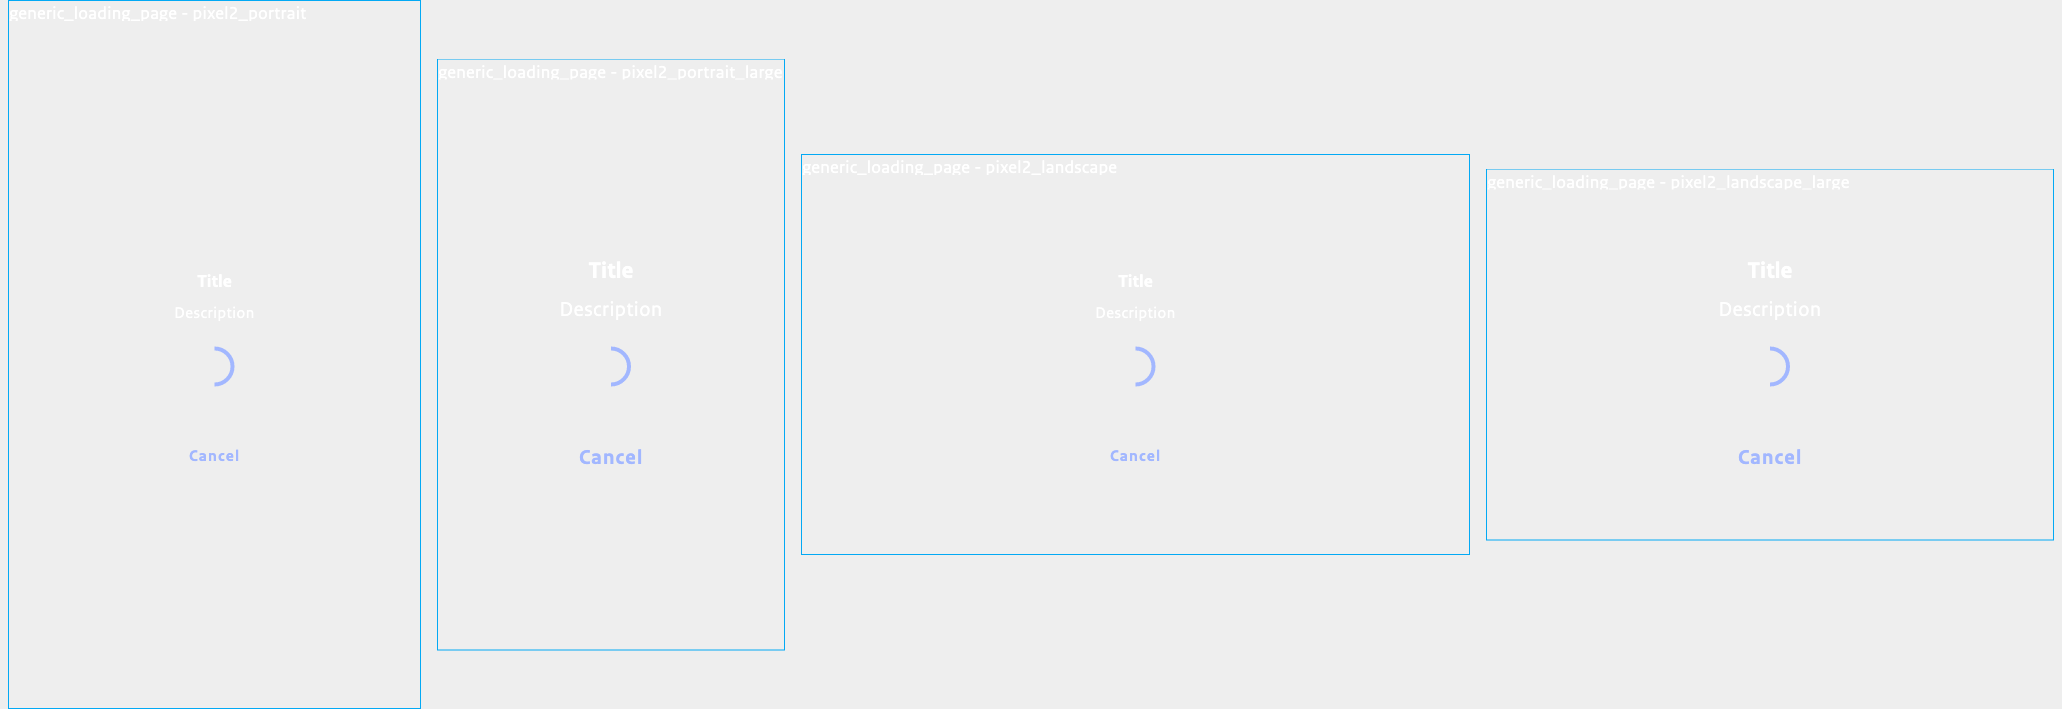 generic_loading_page - pixel2_portrait
Title
Description
Cancel
generic_loading_page - pixel2_portrait_large
Title
Description
Cancel
generic_loading_page - pixel2_landscape
Title
Description
Cancel
generic_loading_page - pixel2_landscape_large
Title
Description
Cancel